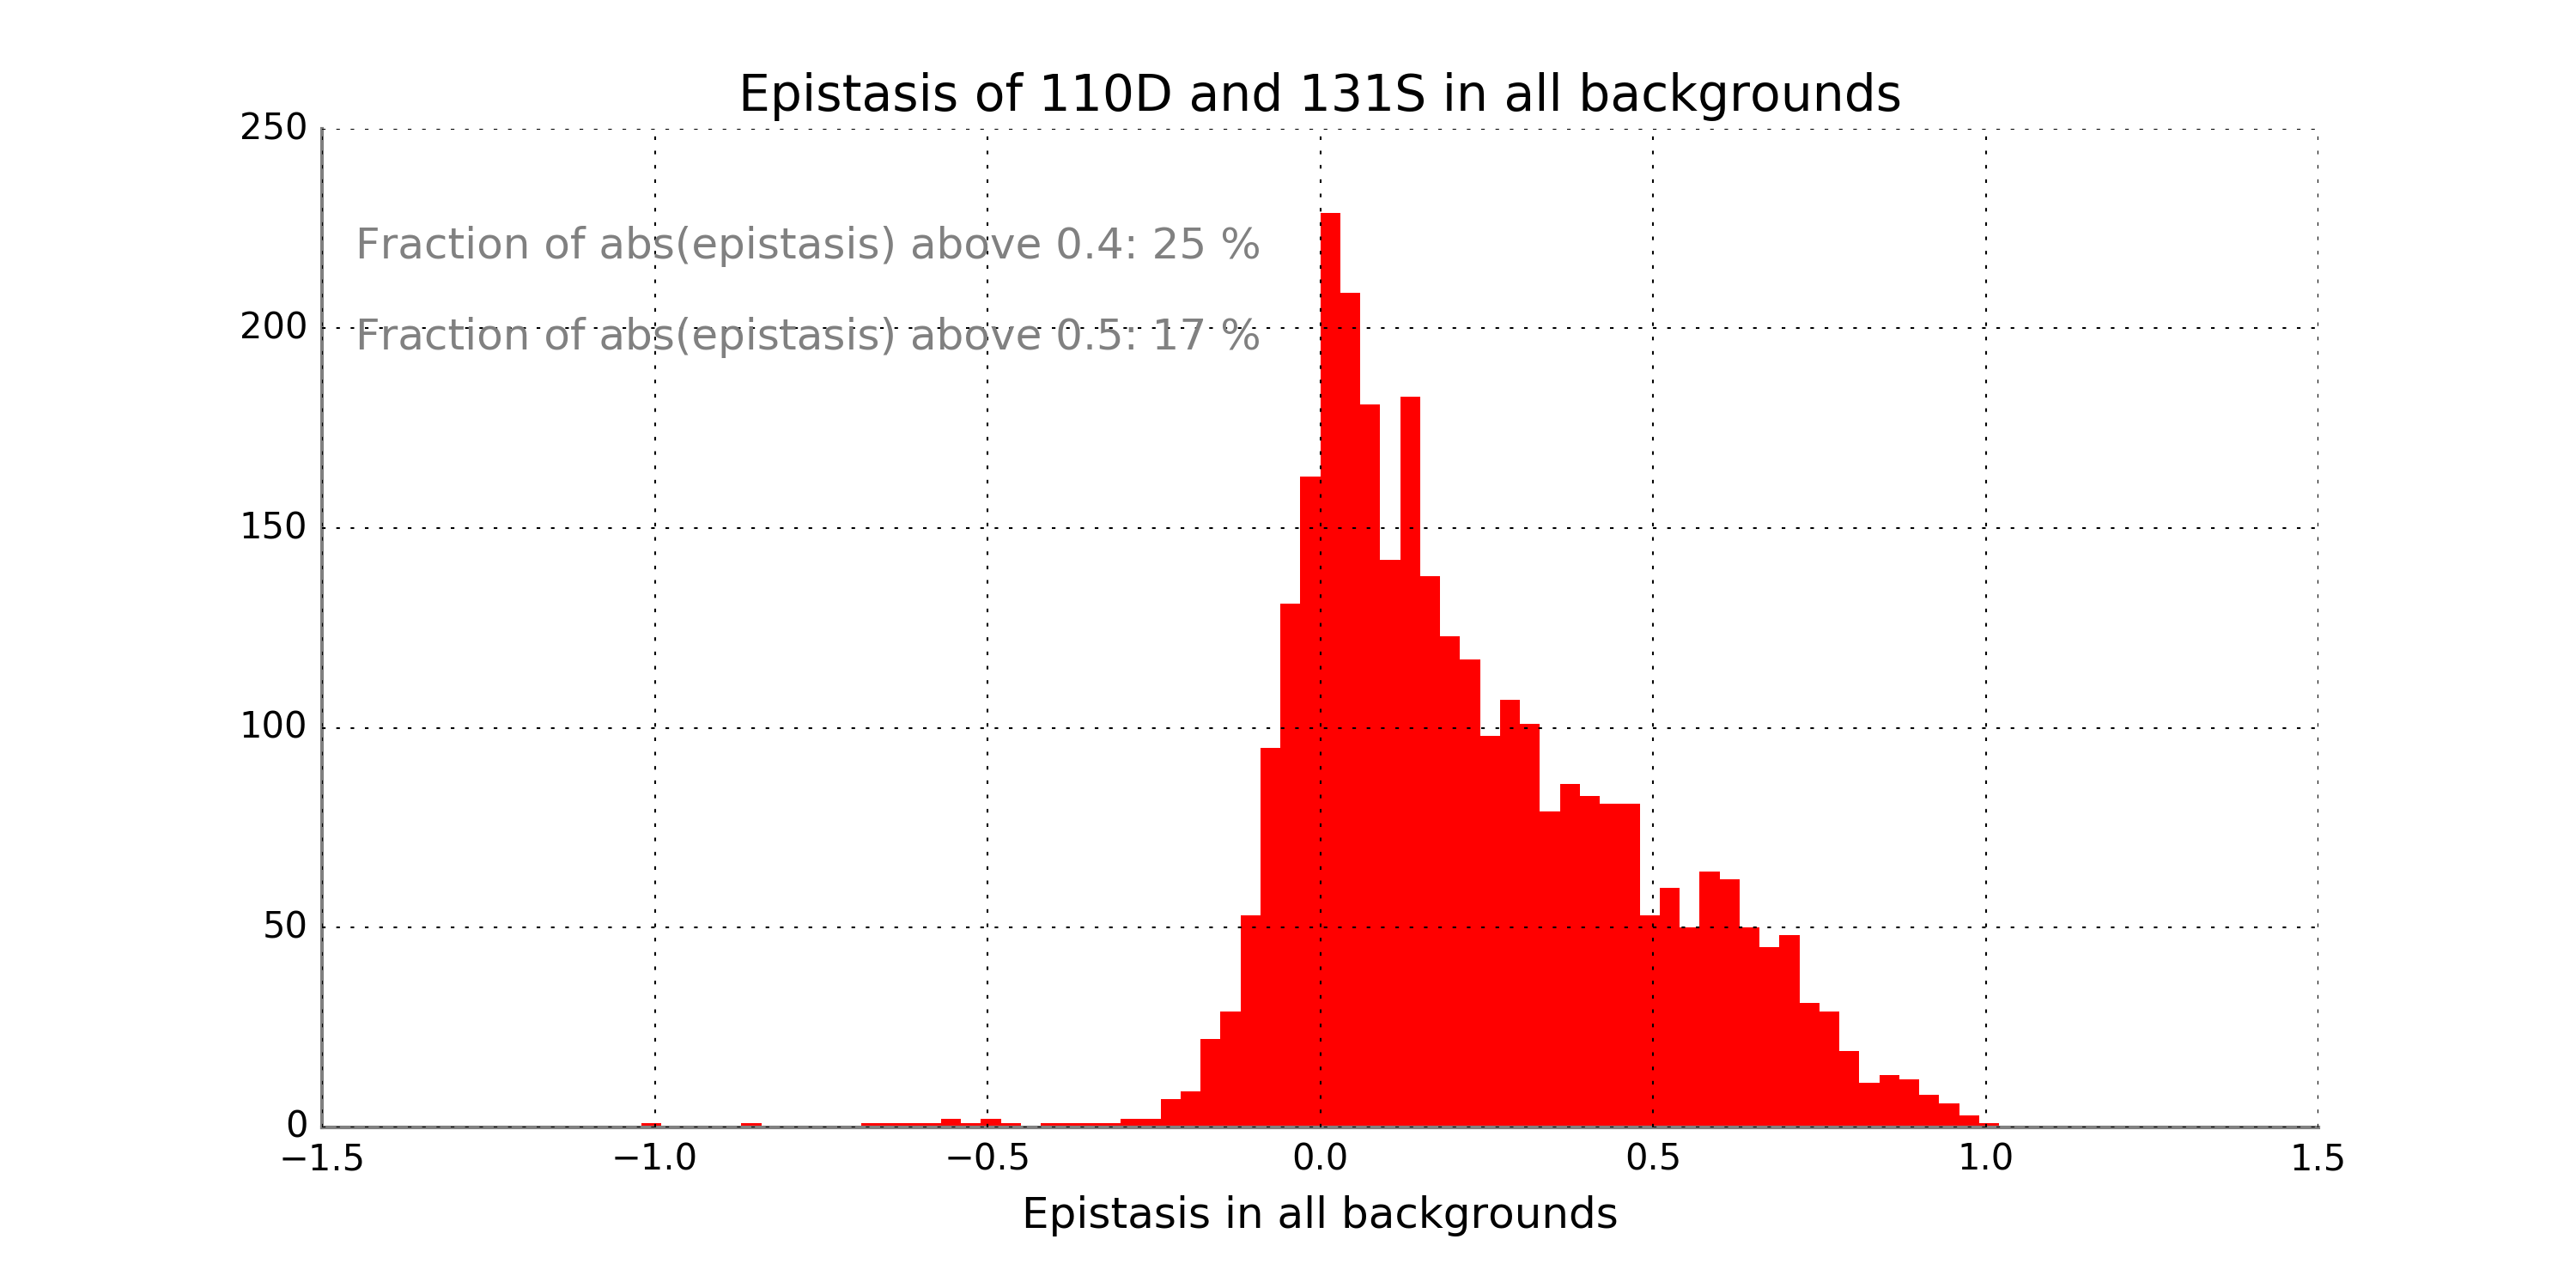 Epistasis of 110D and 131S in all backgrounds
250
Fraction of abs(epistasis) above 0.4: 25 %
200
Fraction of abs(epistasis) above 0.5: 17 %
150
100
50
0
−1.5 −1.0 −0.5 0.0 0.5 1.0 1.5
Epistasis in all backgrounds